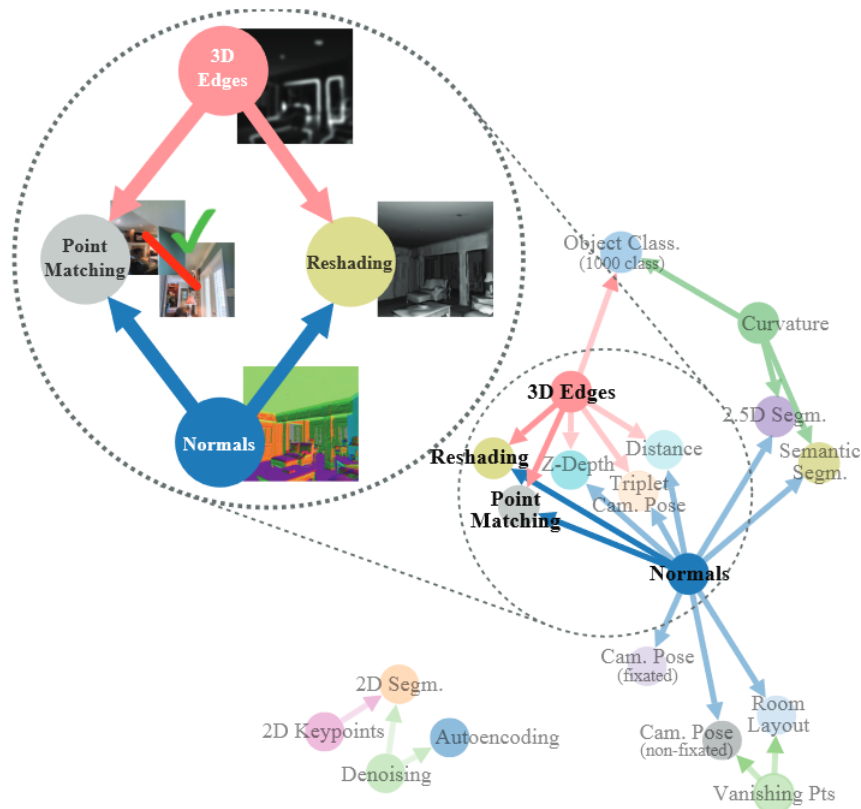 3D
Edges
Point
Matching
Reshading
Normals
Object Class.
(1000 class)
Curvature
3D Edges
2.5D Segm.
Reshading
Z-Depth
Distance
Semantic
Segm.
Triplet
Cam. Pose
Point
Matching
Normals
Cam. Pose
(fixated)
2D Segm.
2D Keypoints
Autoencoding
Denoising
Room
Layout
Cam. Pose
(non-fixated)
Vanishing Pts